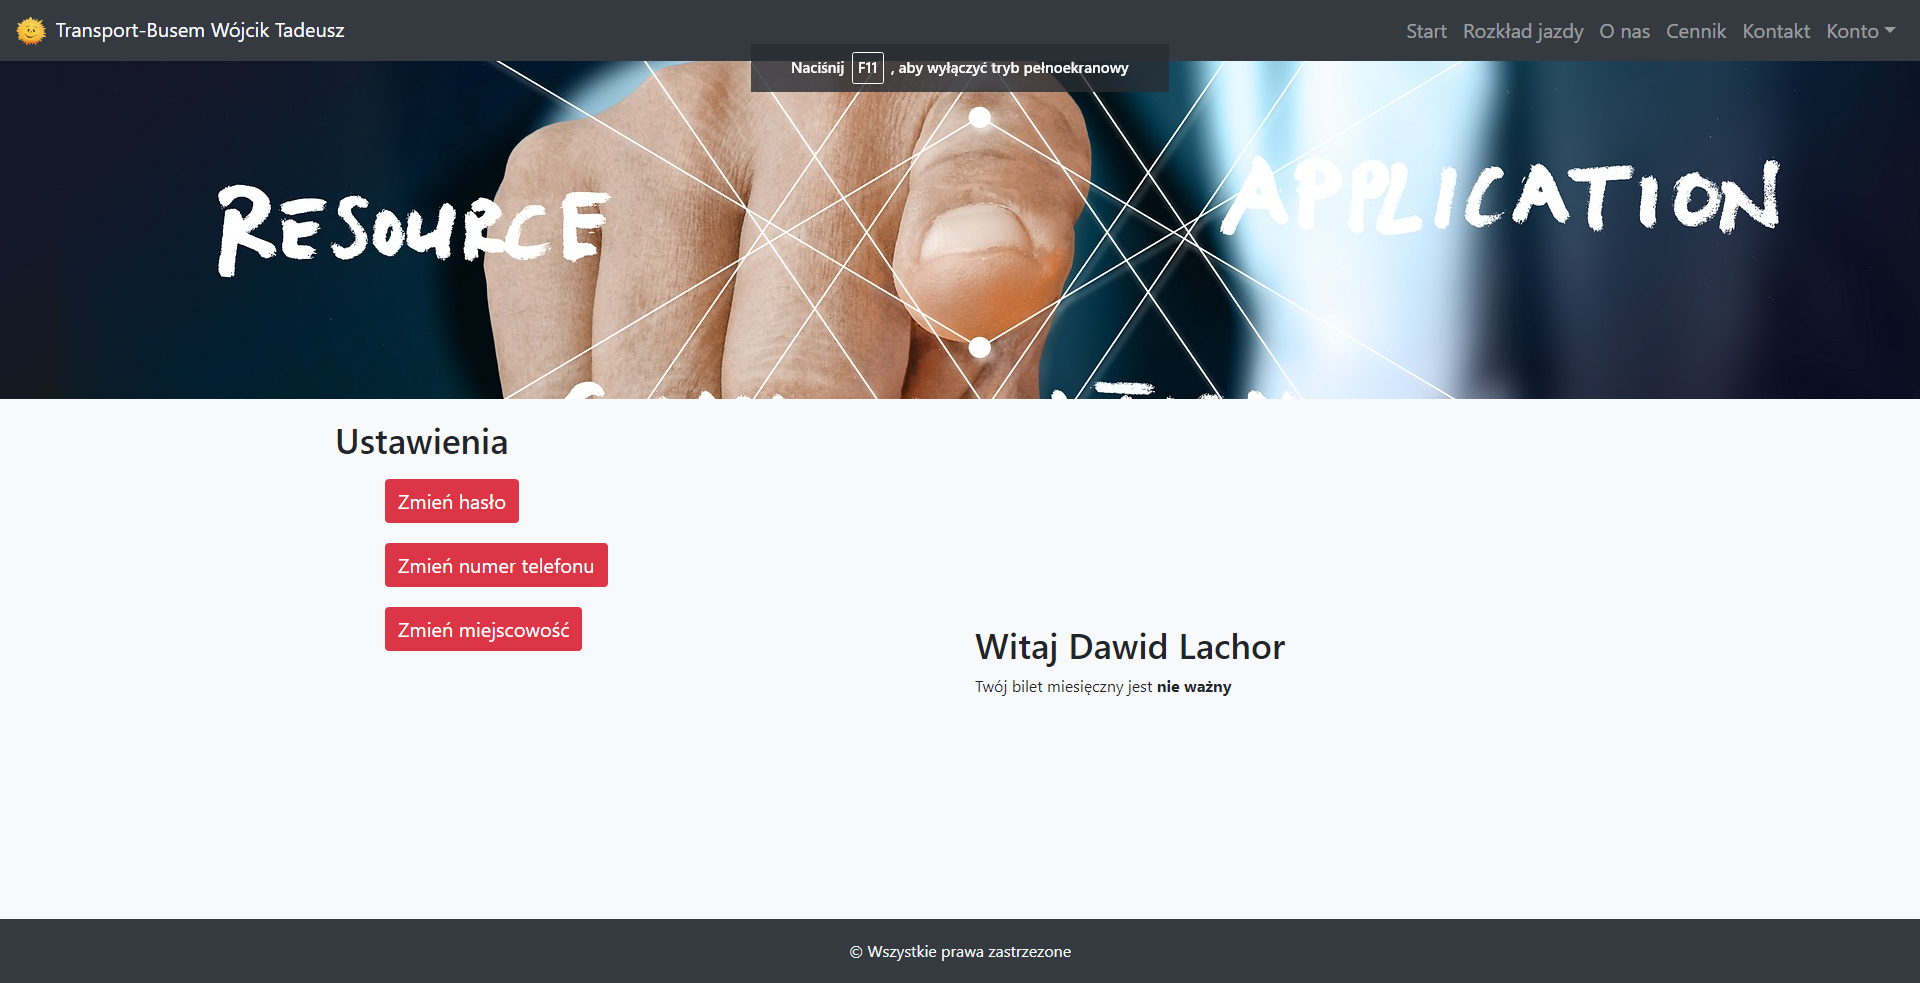 Transport-Busem Wójcik Tadeusz
Start Rozkład jazdy O nas Cennik Kontakt Konto
Naciśnij F11 , aby wyłączyć tryb pełnoekranowy
RESOURCE
APPLICATION
Ustawienia
Zmień hasło
Zmień numer telefonu
Zmień miejscowość
Witaj Dawid Lachor
Twój bilet miesięczny jest nie ważny
© Wszystkie prawa zastrzezone